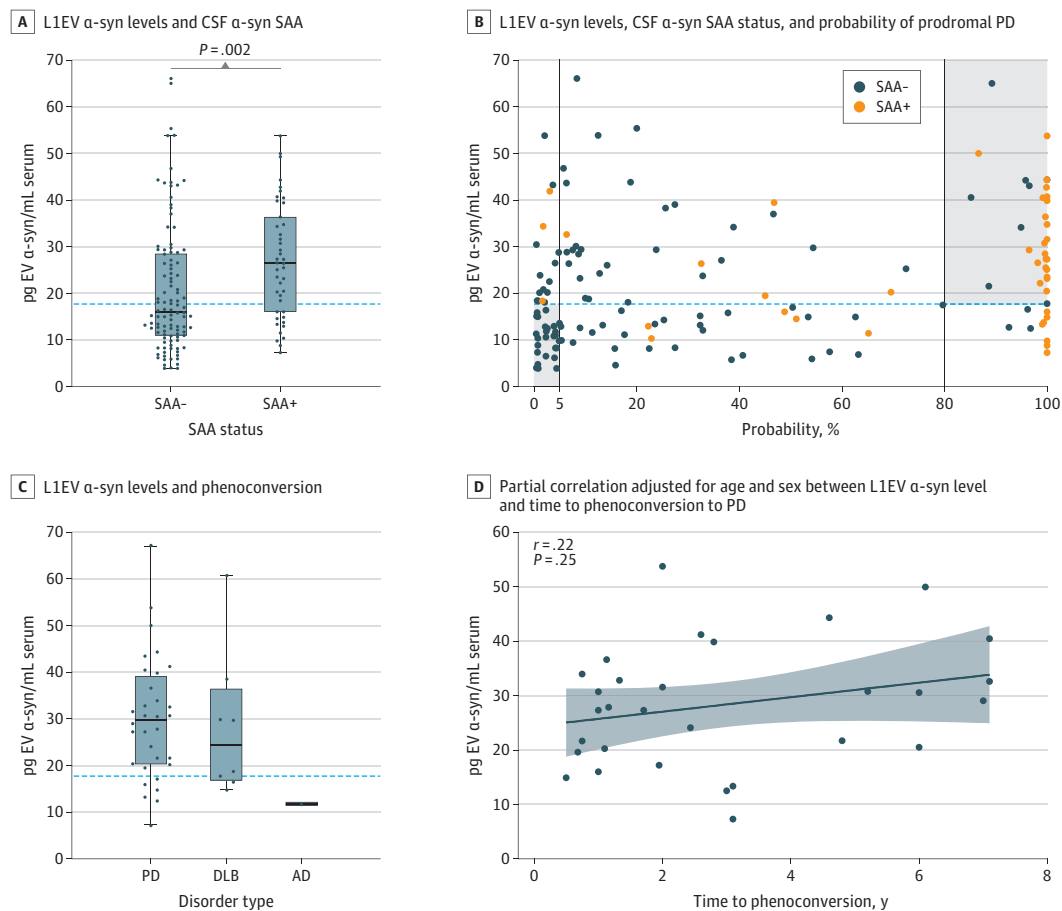 A L1EV α-syn levels and CSF α-syn SAA
P = .002
70
60
50
40
30
20
10
0
pg EV α-syn/mL serum
SAA- SAA+
SAA status
B L1EV α-syn levels, CSF α-syn SAA status, and probability of prodromal PD
SAA-
SAA+
70
60
50
40
30
20
10
0
pg EV α-syn/mL serum
0 5 20 40 60 80 100
Probability, %
C L1EV α-syn levels and phenoconversion
70
60
50
40
30
20
10
0
pg EV α-syn/mL serum
PD DLB AD
Disorder type
D Partial correlation adjusted for age and sex between L1EV α-syn level
and time to phenoconversion to PD
r = .22
P = .25
60
50
40
30
20
10
0
pg EV α-syn/mL serum
0 2 4 6 8
Time to phenoconversion, y